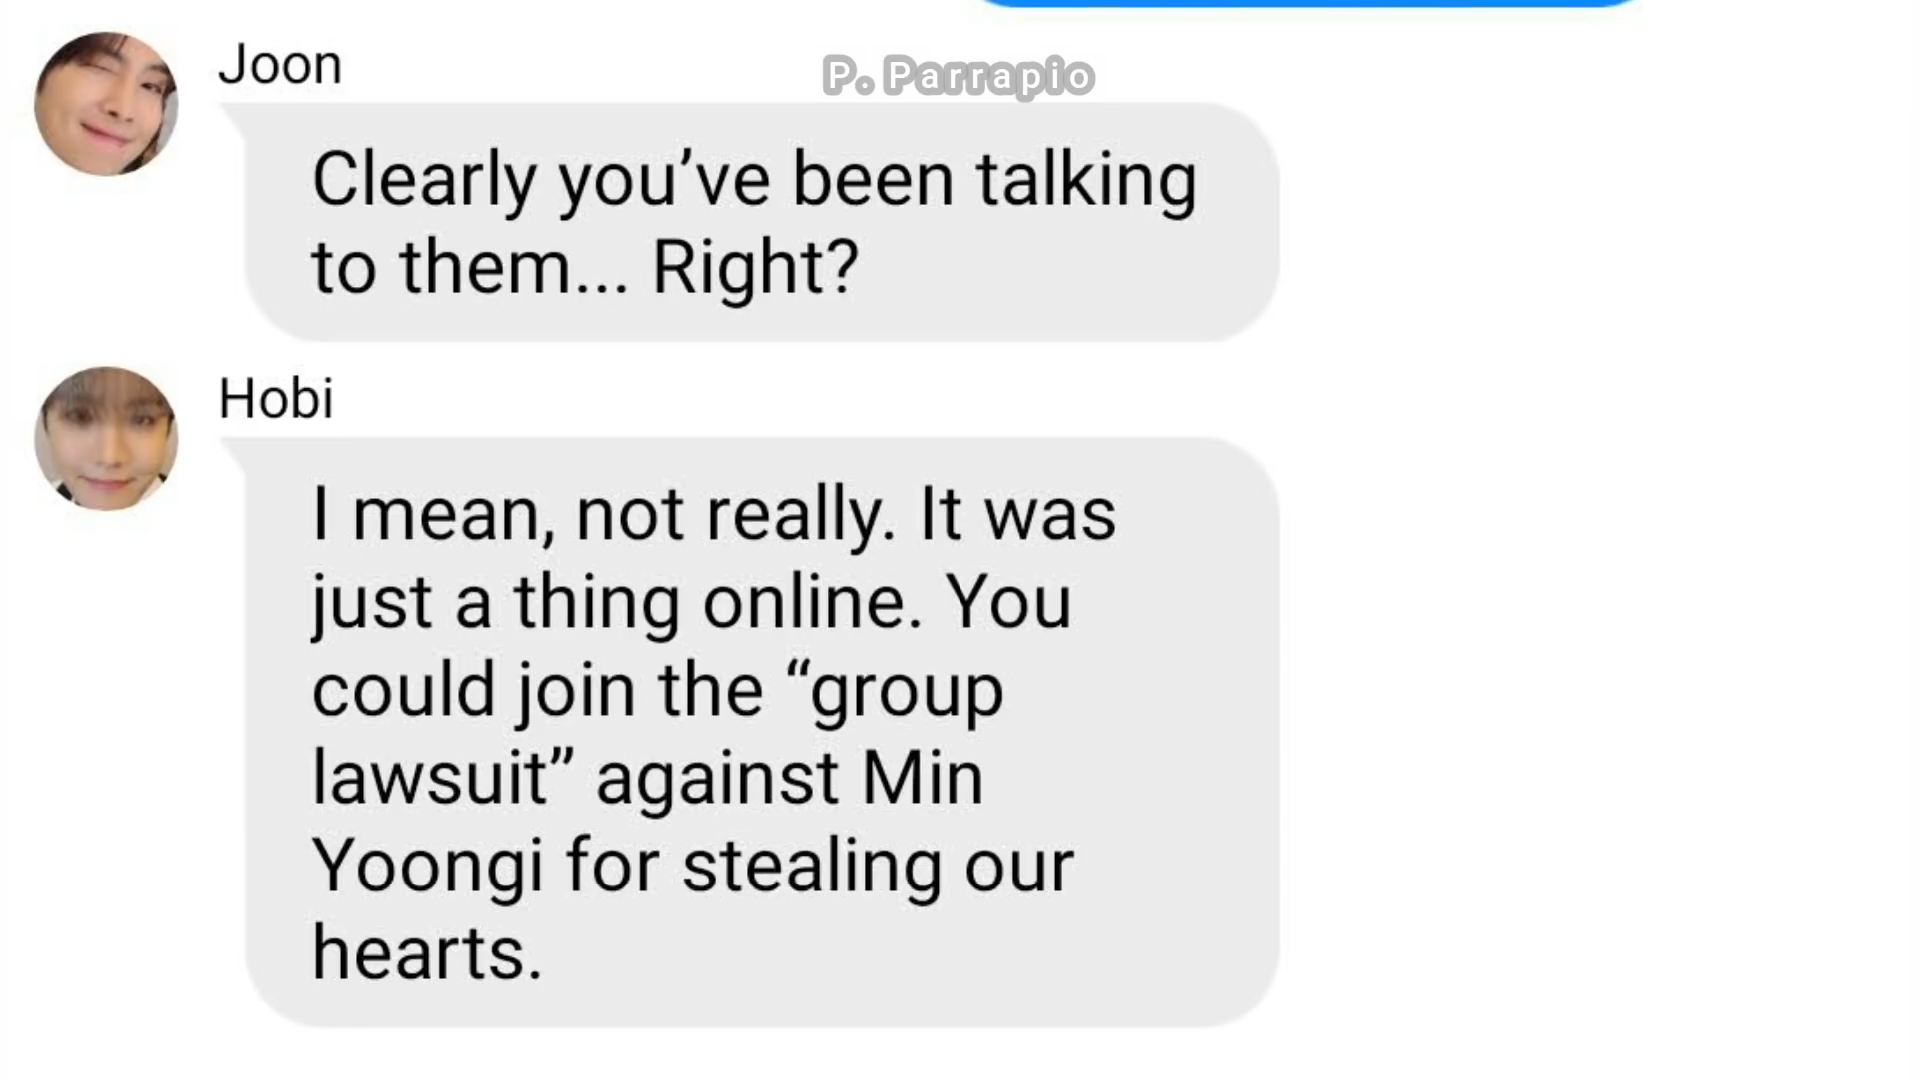 Joon
P. Parrapio
Clearly you’ve been talking
to them... Right?
Hobi
I mean, not really. It was
just a thing online. You
could join the “group
lawsuit” against Min
Yoongi for stealing our
hearts.